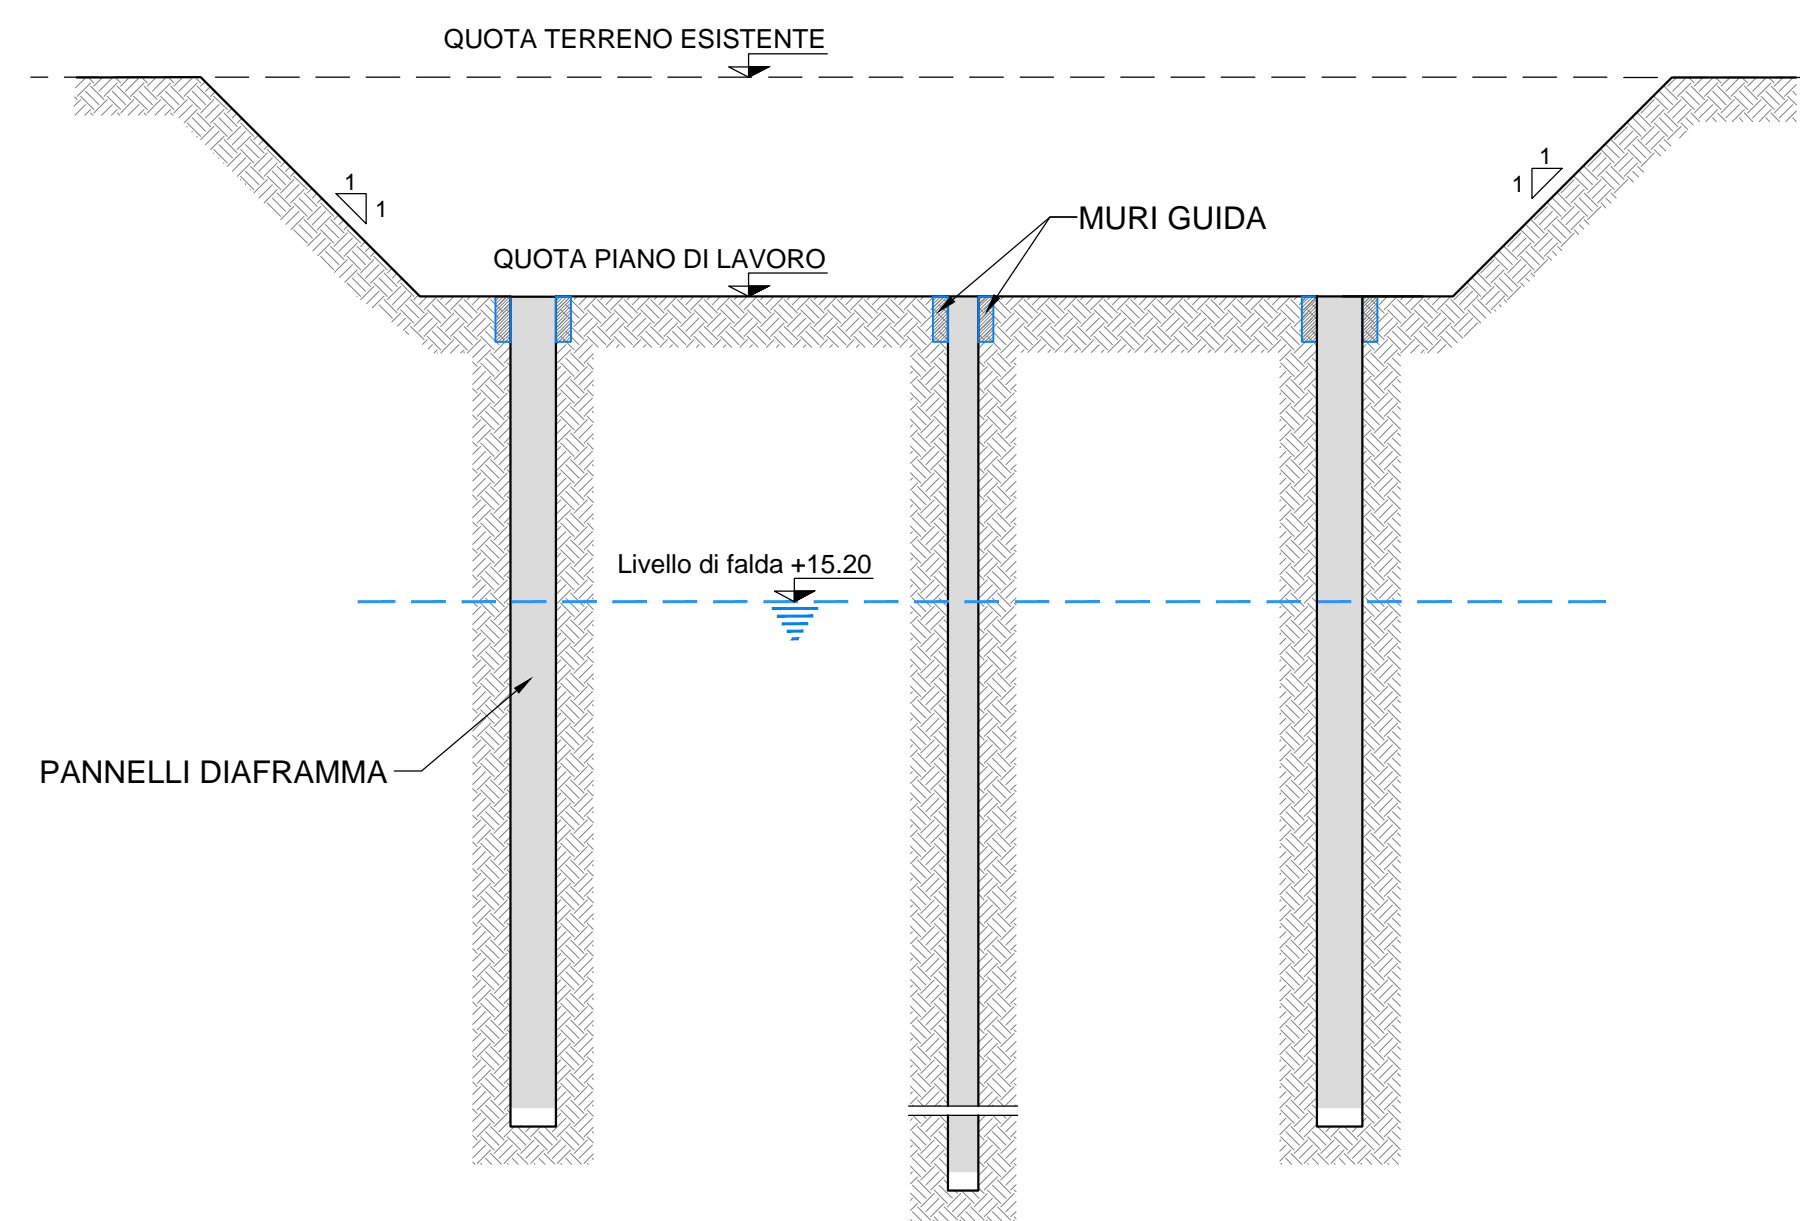 QUOTA TERRENO ESISTENTE
1
1
1
1
MURI GUIDA
QUOTA PIANO DI LAVORO
Livello di falda +15.20
PANNELLI DIAFRAMMA